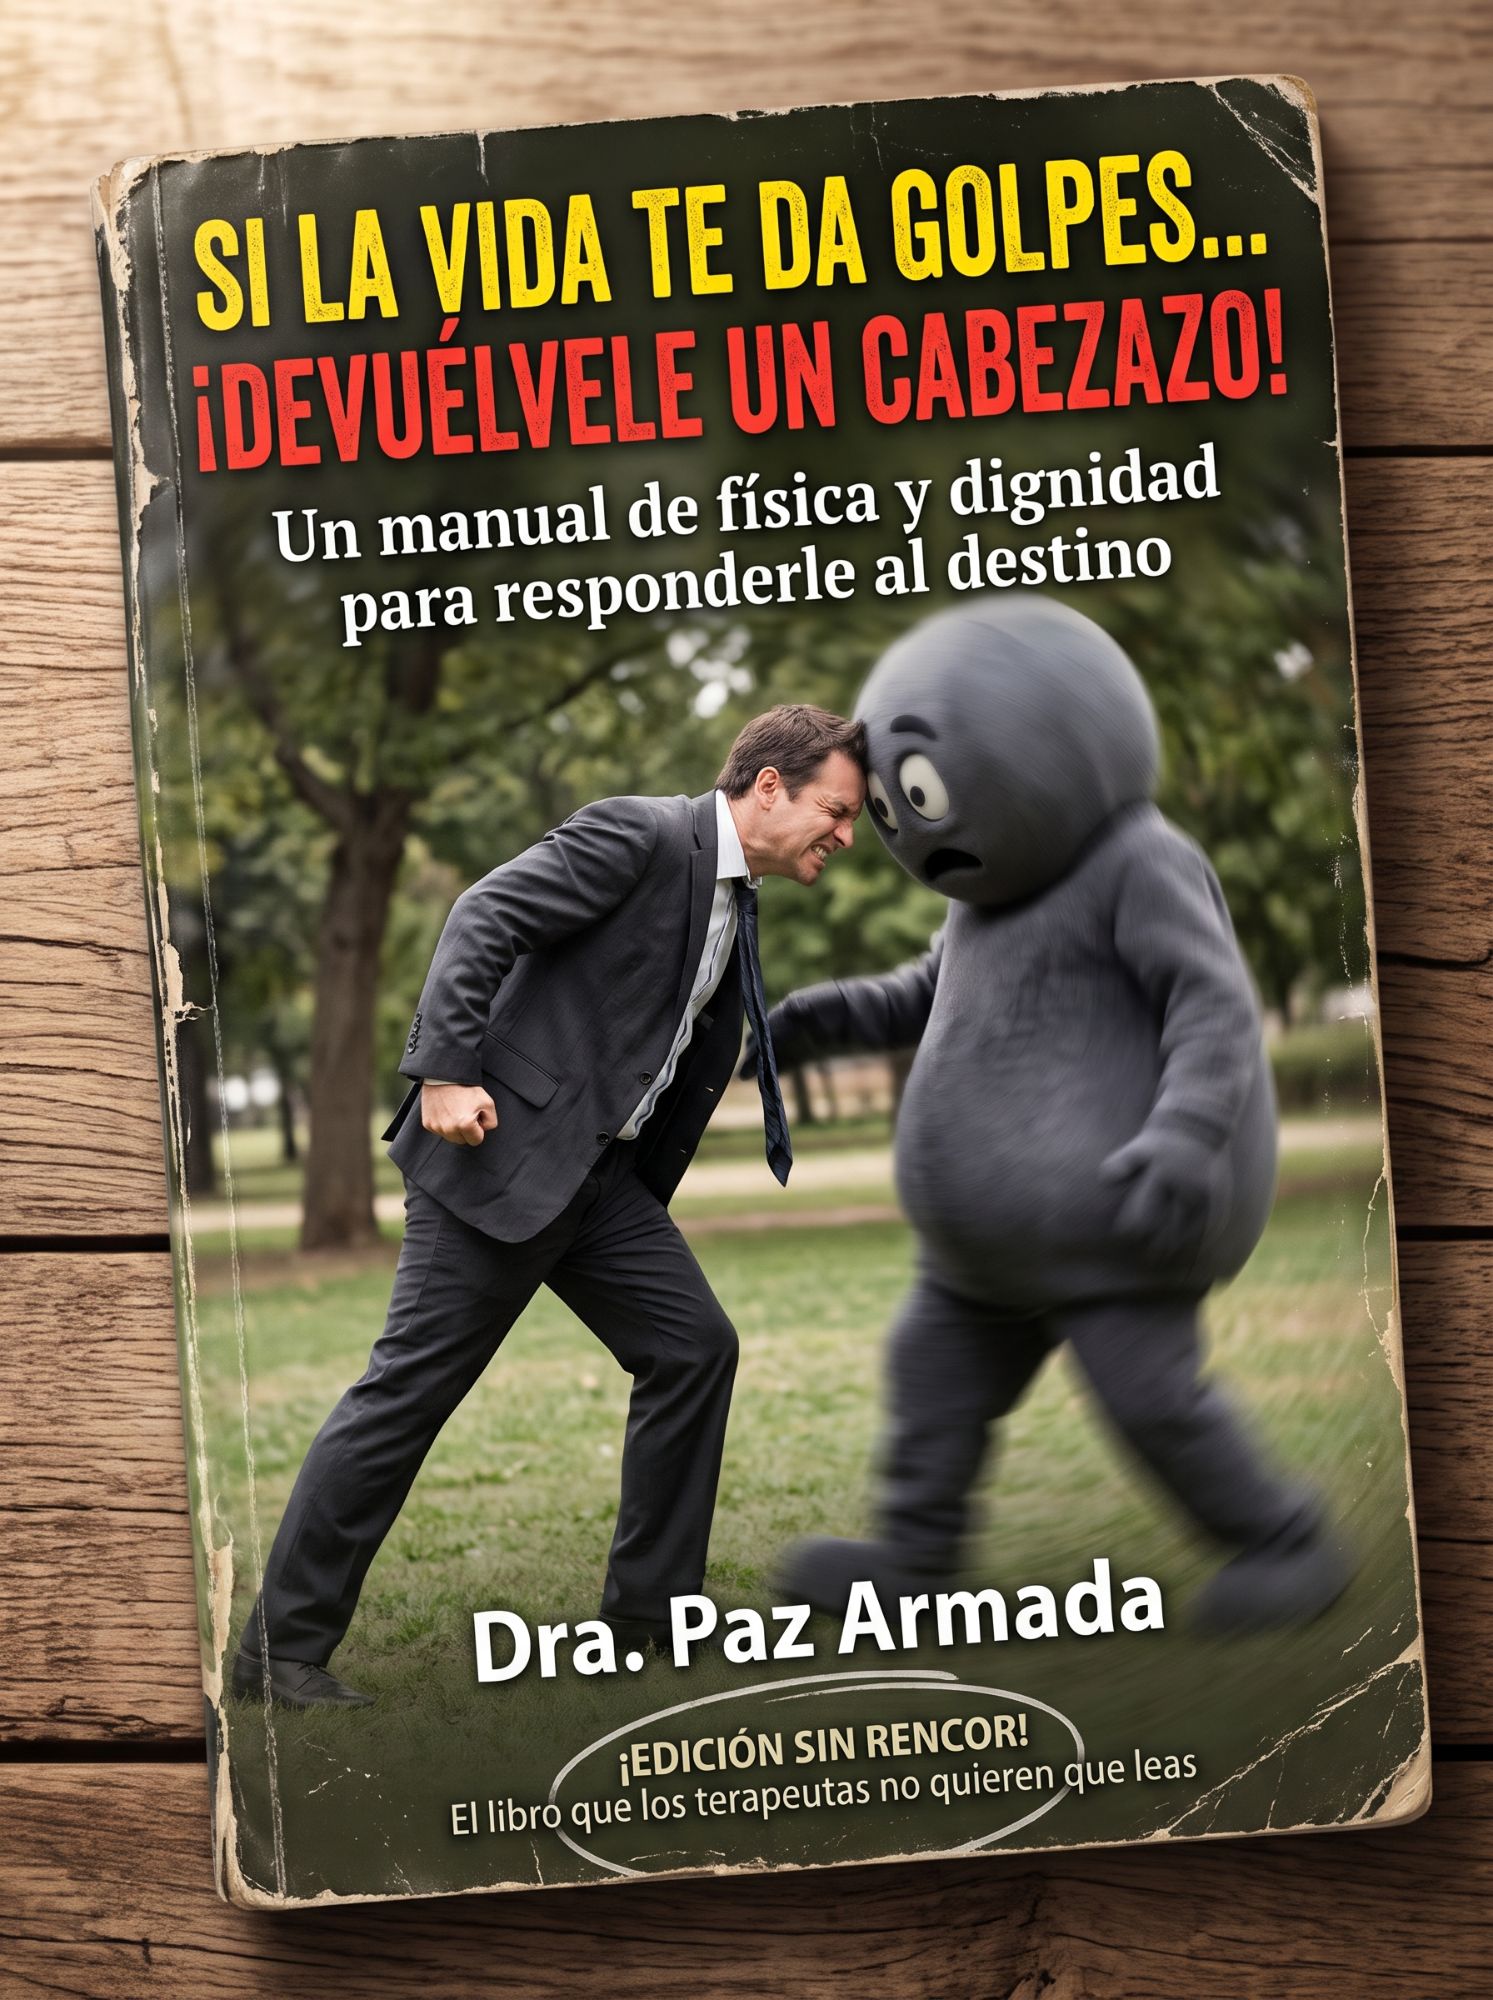 SI LA VIDA TE DA GOLPES...
¡DEVUÉLVELE UN CABEZAZO!
Un manual de física y dignidad
para responderle al destino
Dra. Paz Armada
¡EDICIÓN SIN RENCOR!
El libro que los terapeutas no quieren que leas